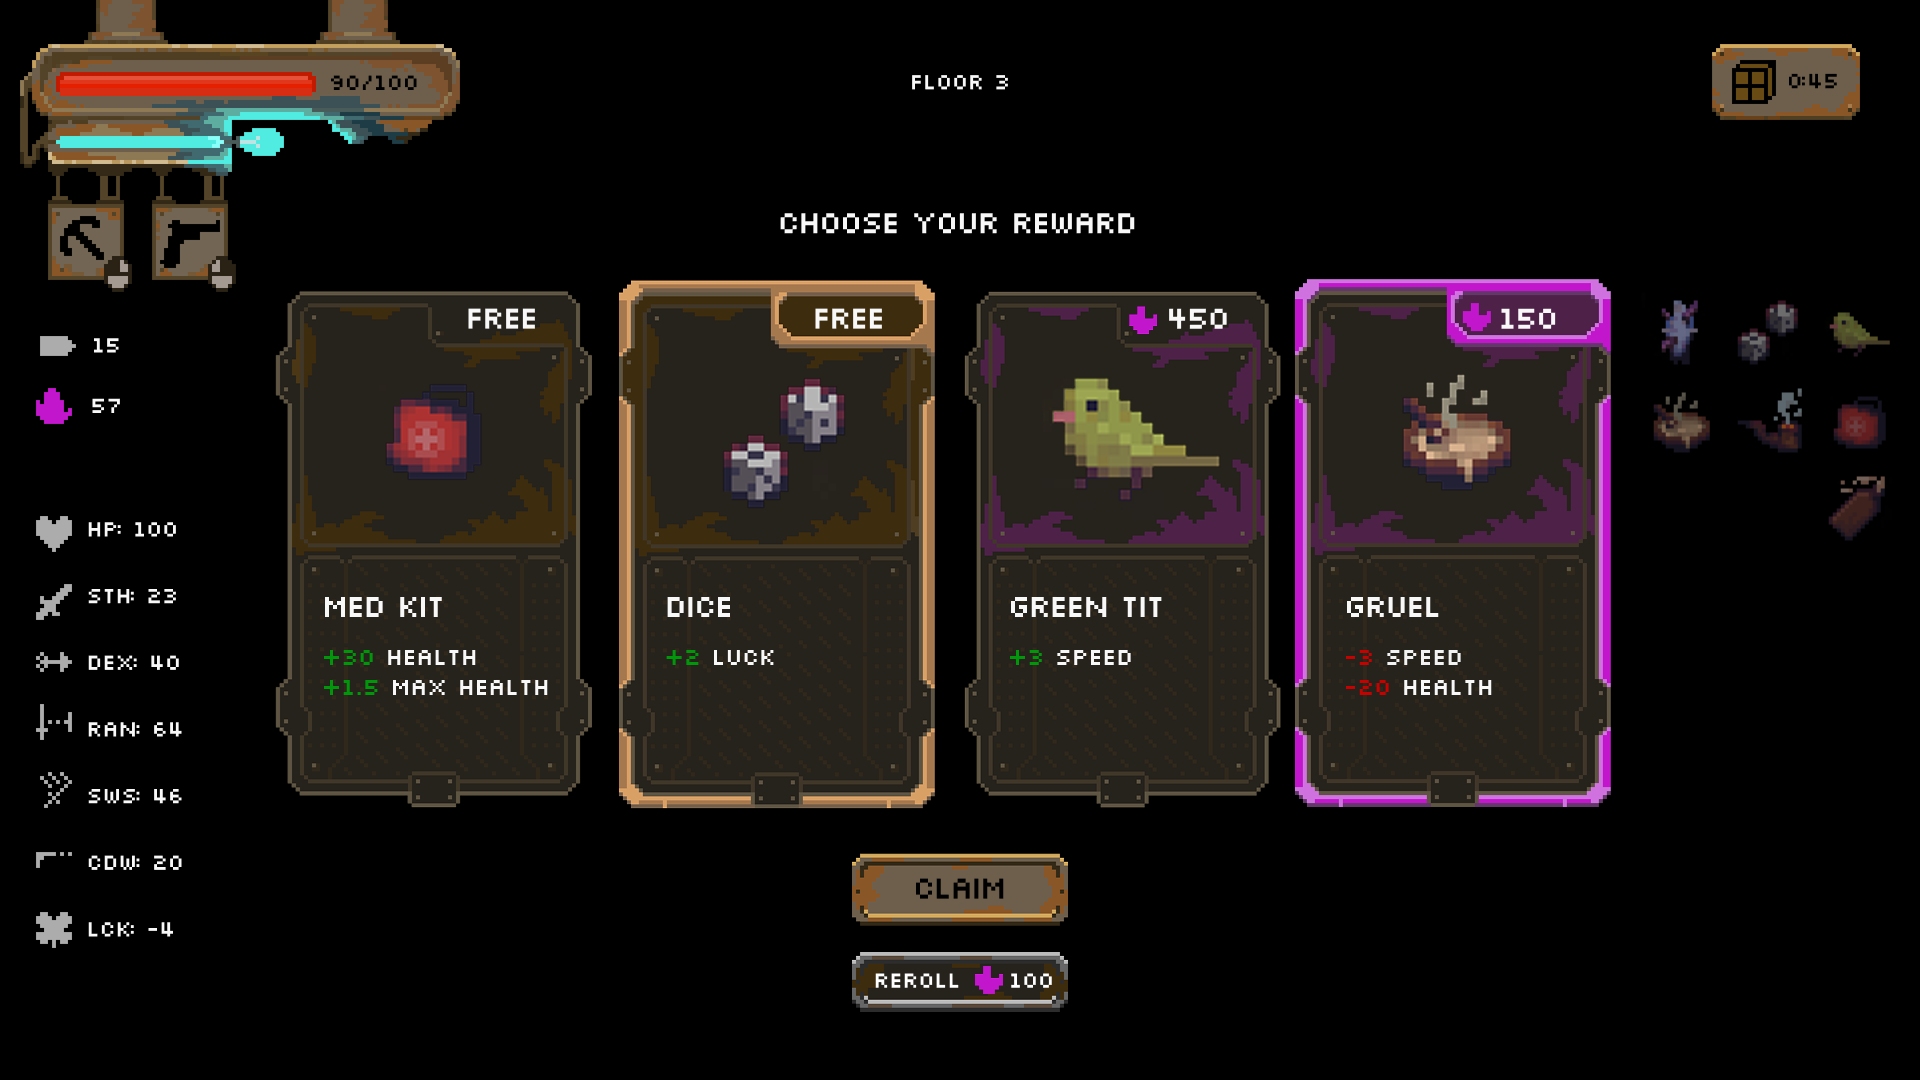 90/100
FLOOR 3
0:45
CHOOSE YOUR REWARD
15
57
HP: 100
STH: 23
DEX: 40
RAN: 64
SWS: 46
CDW: 20
LCK: -4
FREE
MED KIT
+30 HEALTH
+1.5 MAX HEALTH
FREE
DICE
+2 LUCK
450
GREEN TIT
+3 SPEED
150
GRUEL
-3 SPEED
-20 HEALTH
CLAIM
REROLL 100